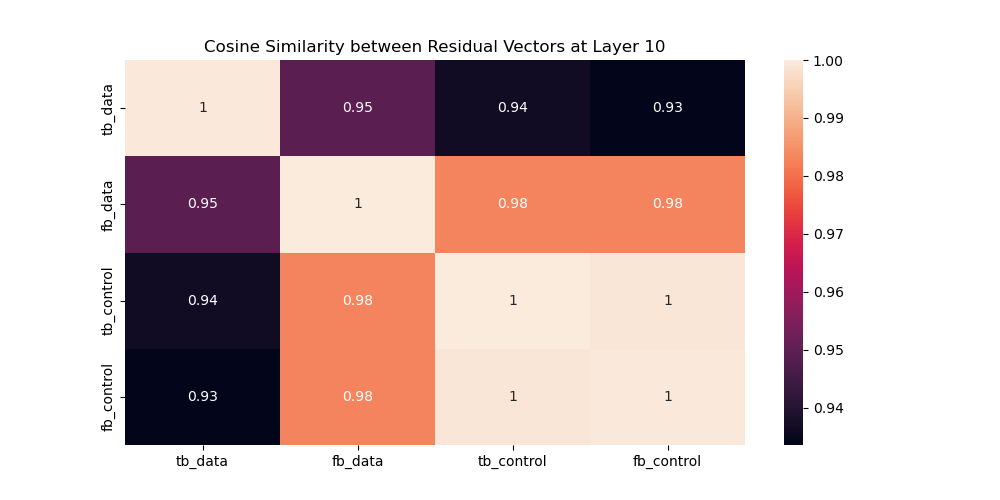 Cosine Similarity between Residual Vectors at Layer 10
tb_data 1 0.95 0.94 0.93
fb_data 0.95 1 0.98 0.98
tb_control 0.94 0.98 1 1
fb_control 0.93 0.98 1 1
tb_data fb_data tb_control fb_control
1.00
0.99
0.98
0.97
0.96
0.95
0.94